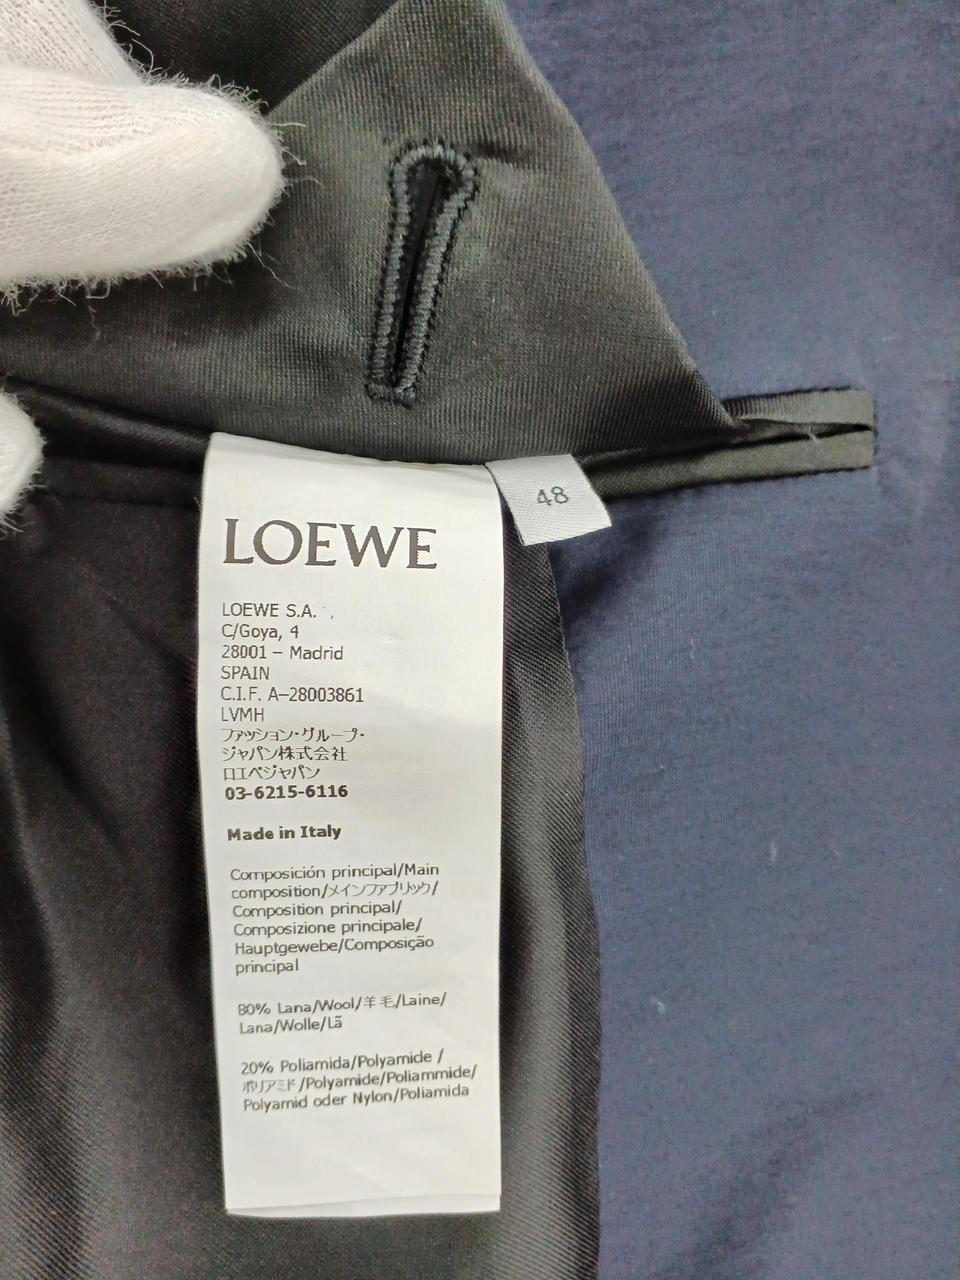 48
LOEWE
LOEWE S.A.
C/Goya, 4
28001 – Madrid
SPAIN
C.I.F. A–28003861
LVMH
ファッション・グループ・
ジャパン株式会社
ロエベジャパン
03-6215-6116
Made in Italy
Composición principal/Main
composition/メインファブリック/
Composition principal/
Composizione principale/
Hauptgewebe/Composição
principal
80% Lana/Wool/羊毛/Laine/
Lana/Wolle/Lã
20% Poliamida/Polyamide /
ポリアミド/Polyamide/Poliammide/
Polyamid oder Nylon/Poliamida